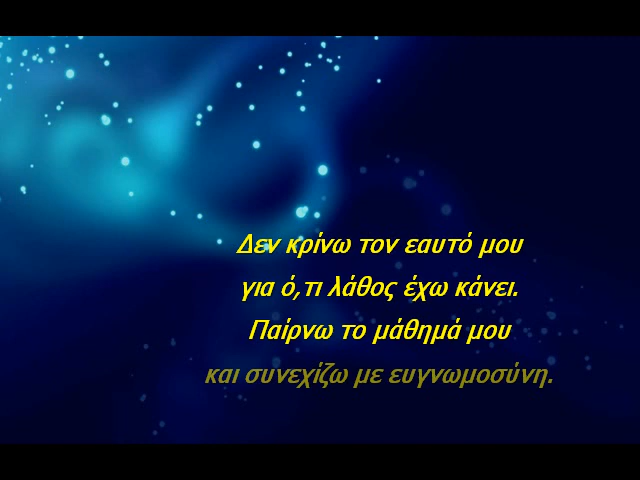 Δεν κρίνω τον εαυτό μου
για ό,τι λάθος έχω κάνει.
Παίρνω το μάθημά μου
και συνεχίζω με ευγνωμοσύνη.